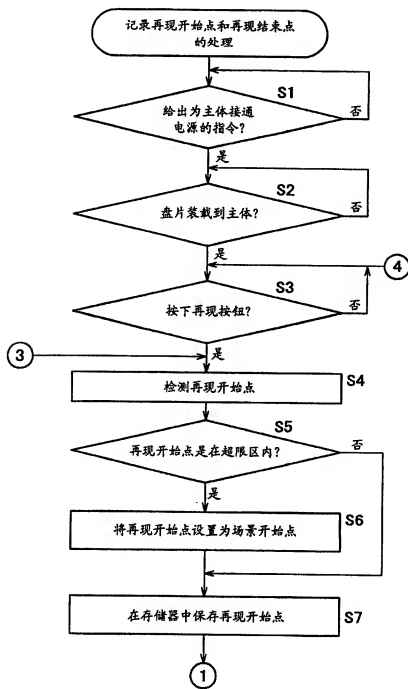 记录再现开始点和再现结束点
的处理
S1
给出为主体接通
电源的指令?
否
是
S2
盘片装载到主体?
否
是
4
S3
按下再现按钮?
否
3
是
检测再现开始点
S4
S5
再现开始点是在超限区内?
否
是
将再现开始点设置为场景开始点
S6
在存储器中保存再现开始点
S7
1